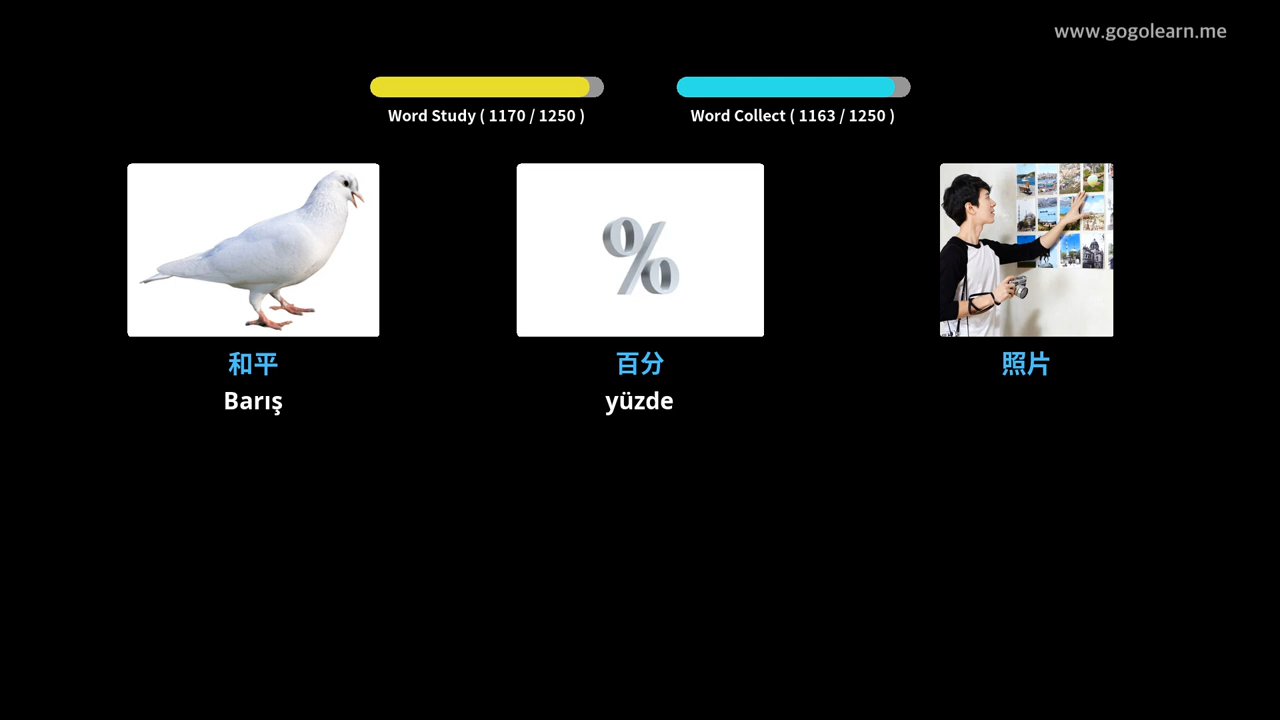 www.gogolearn.me
Word Study ( 1170 / 1250 )
Word Collect ( 1163 / 1250 )
和平
百分
照片
Barış
yüzde